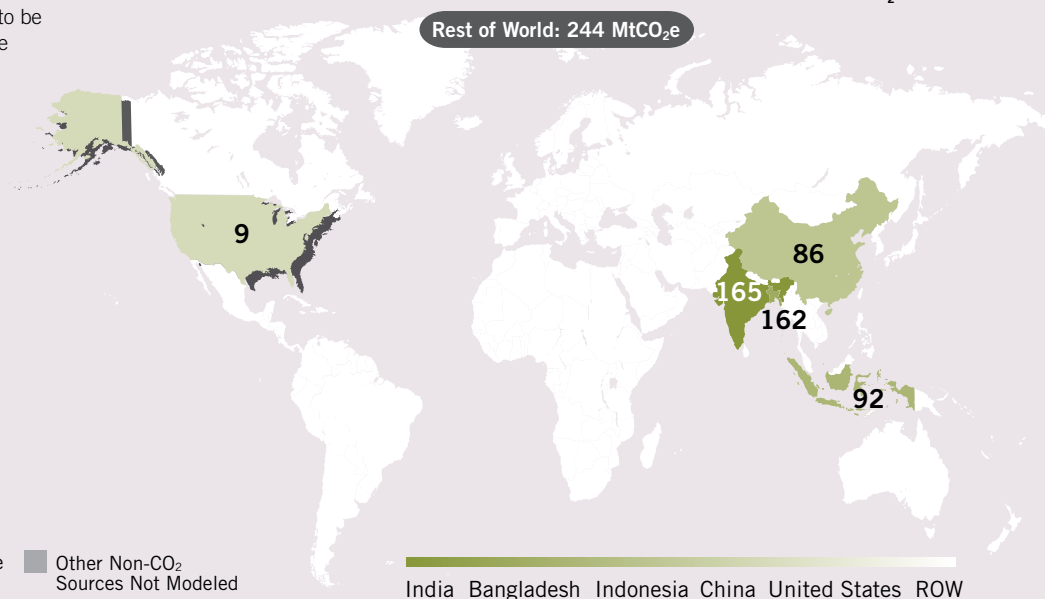 2
to be
e
Rest of World: 244 MtCO₂e
9
86
165
162
92
e
Other Non-CO₂
Sources Not Modeled
India Bangladesh Indonesia China United States ROW